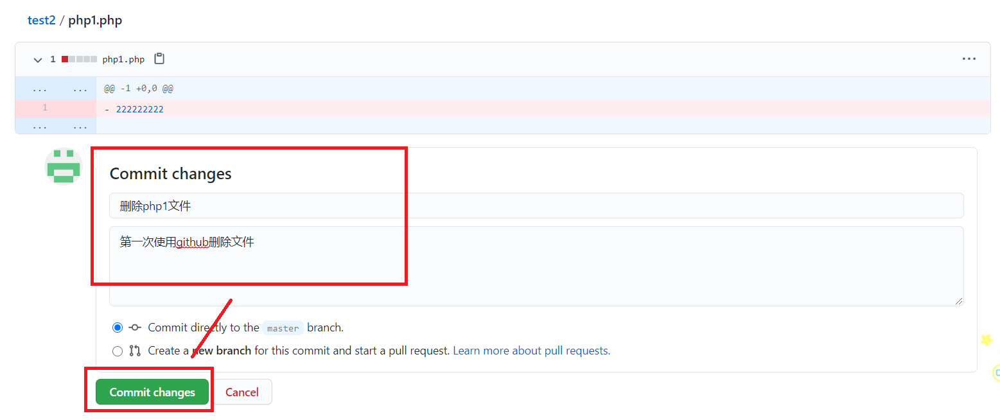 test2 / php1.php
1 php1.php ...
... ... @@ -1 +0,0 @@
1 - 222222222
... ...
Commit changes
删除php1文件
第一次使用github删除文件
Commit directly to the master branch.
Create a new branch for this commit and start a pull request. Learn more about pull requests.
Commit changes Cancel